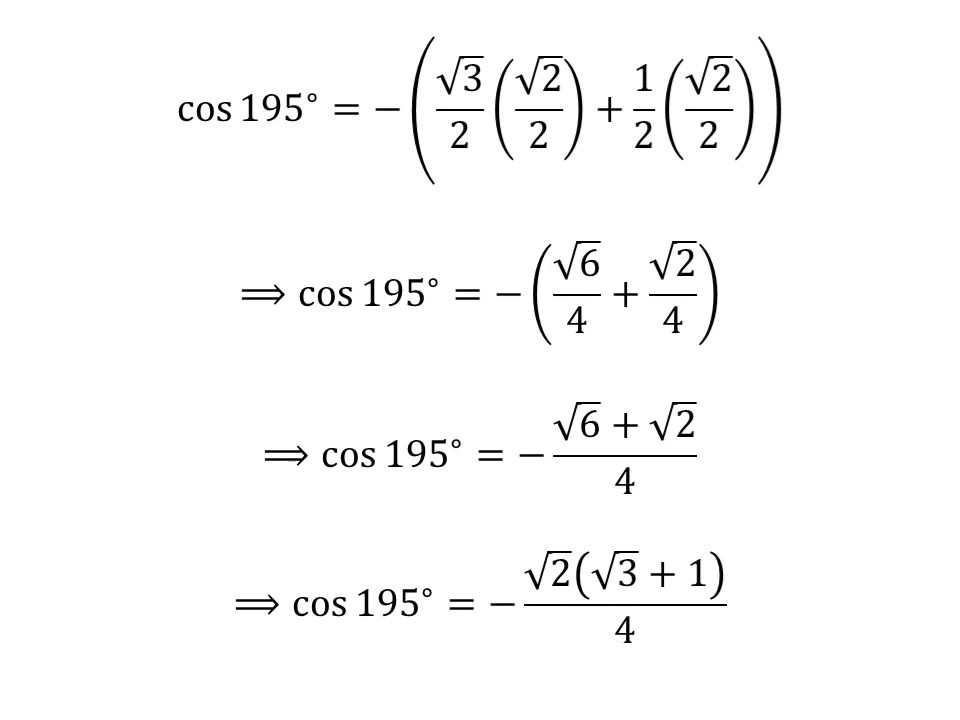 cos 195° = −(√3/2 (√2/2) + 1/2 (√2/2))
⟹ cos 195° = −(√6/4 + √2/4)
⟹ cos 195° = −(√6 + √2)/4
⟹ cos 195° = −√2(√3 + 1)/4